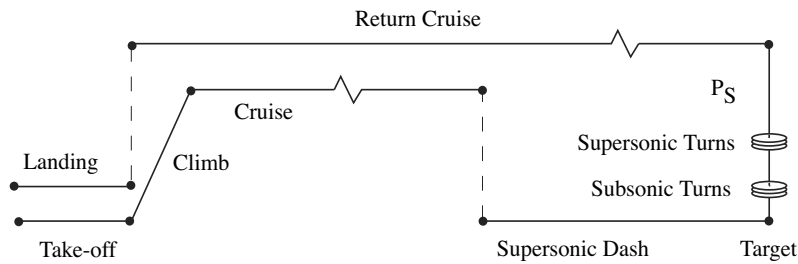 Return Cruise
P_S
Cruise
Supersonic Turns
Landing
Climb
Subsonic Turns
Take-off
Supersonic Dash
Target